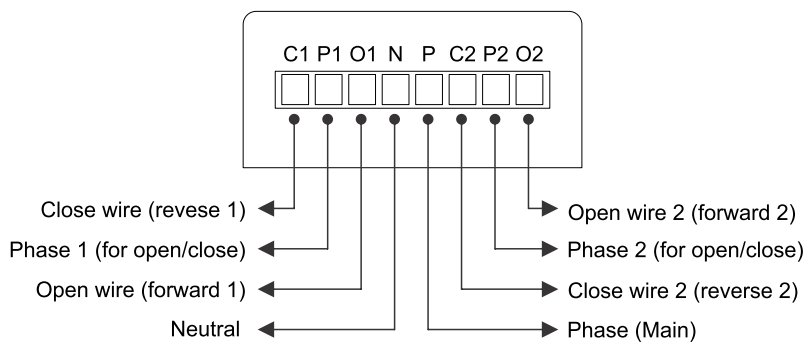 C1 P1 O1 N P C2 P2 O2
Close wire (revese 1)
Phase 1 (for open/close)
Open wire (forward 1)
Neutral
Open wire 2 (forward 2)
Phase 2 (for open/close)
Close wire 2 (reverse 2)
Phase (Main)